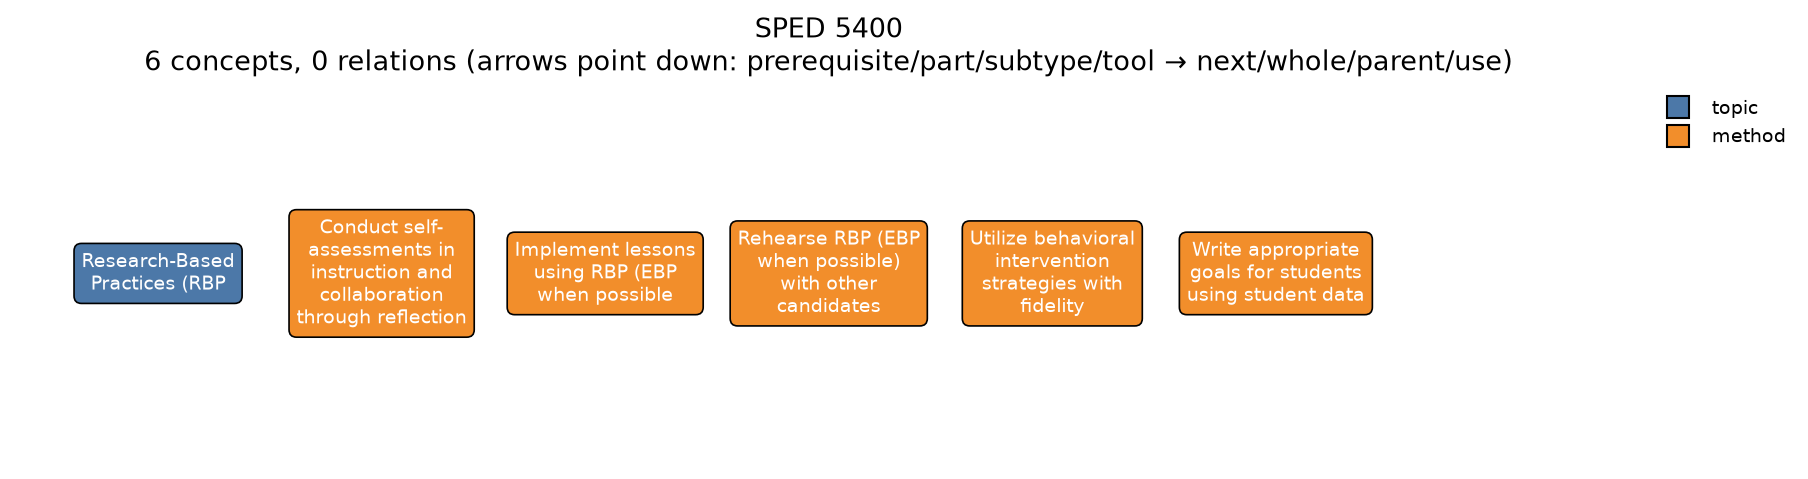 SPED 5400
6 concepts, 0 relations (arrows point down: prerequisite/part/subtype/tool → next/whole/parent/use)
topic
method
Research-Based
Practices (RBP
Conduct self-
assessments in
instruction and
collaboration
through reflection
Implement lessons
using RBP (EBP
when possible
Rehearse RBP (EBP
when possible)
with other
candidates
Utilize behavioral
intervention
strategies with
fidelity
Write appropriate
goals for students
using student data